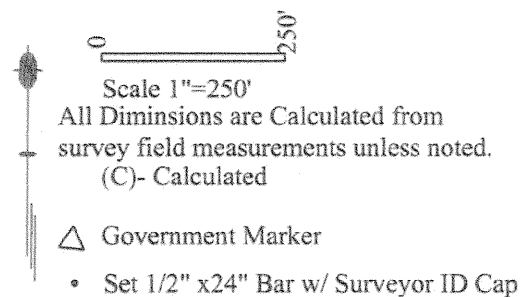 0 250'
Scale 1"=250'
All Diminsions are Calculated from
survey field measurements unless noted.
(C)- Calculated
Government Marker
Set 1/2" x24" Bar w/ Surveyor ID Cap